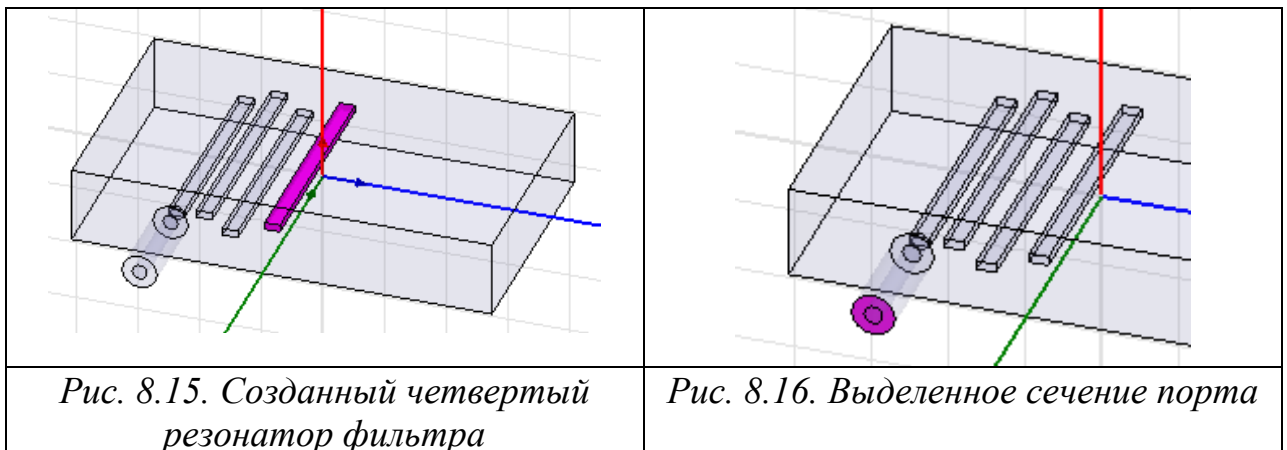 Рис. 8.15. Созданный четвертый
резонатор фильтра
Рис. 8.16. Выделенное сечение порта